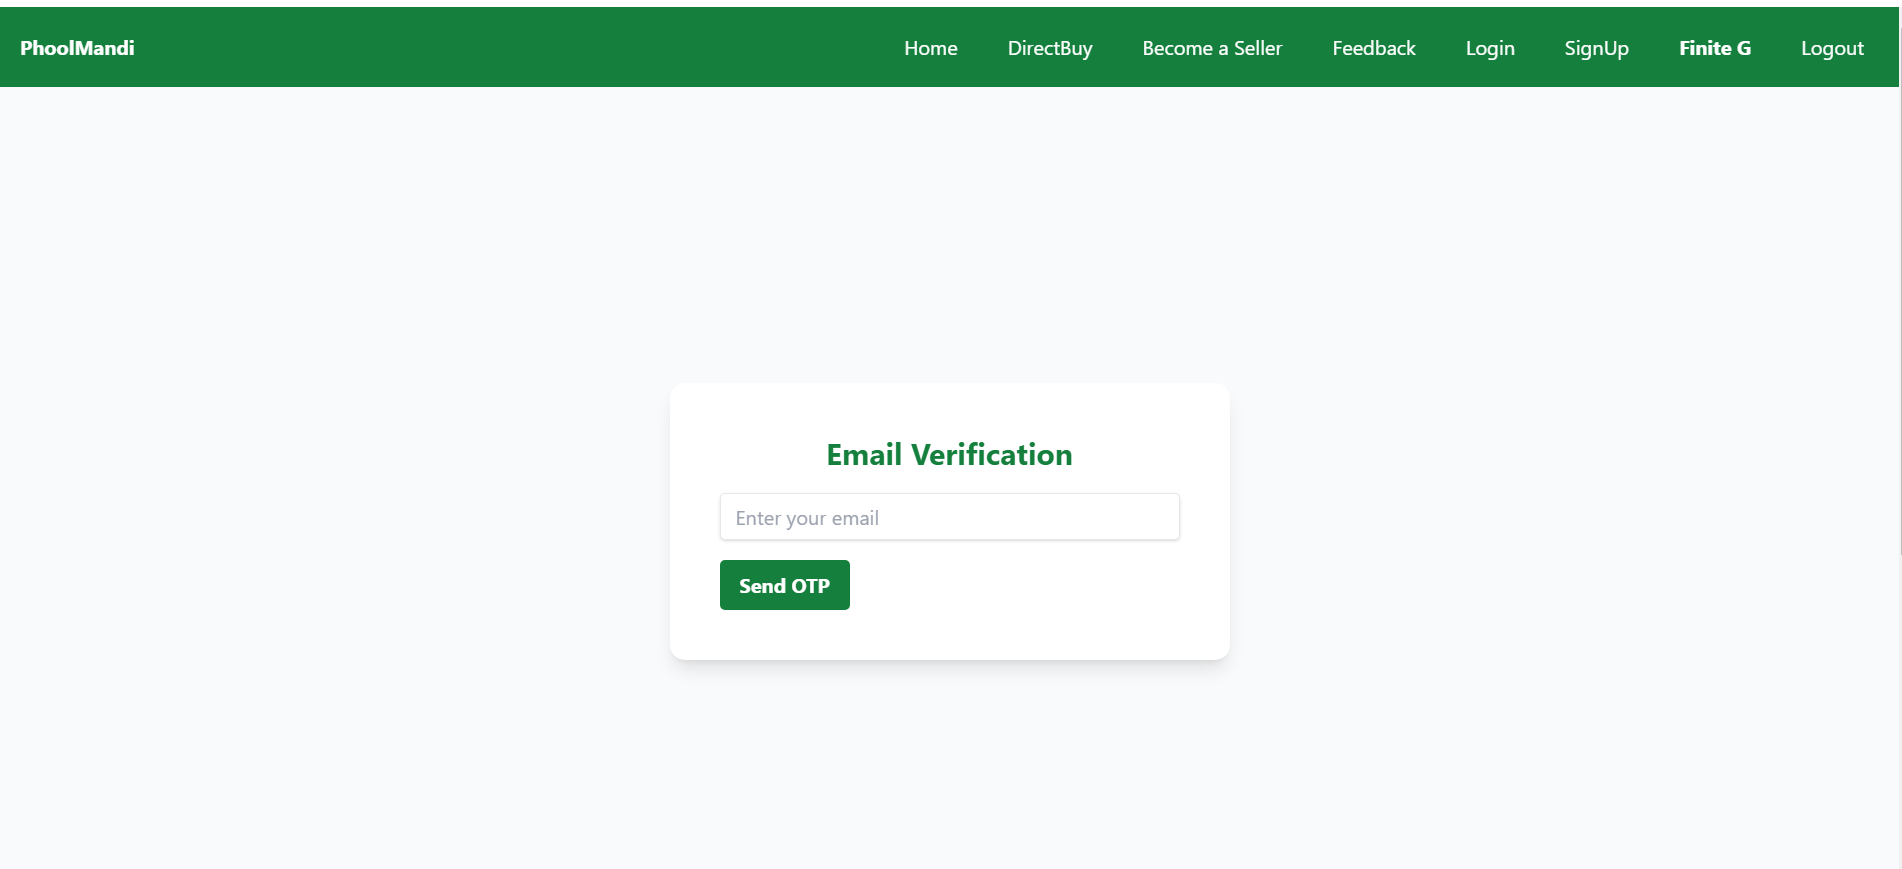 PhoolMandi Home DirectBuy Become a Seller Feedback Login SignUp Finite G Logout
Email Verification
Enter your email
Send OTP